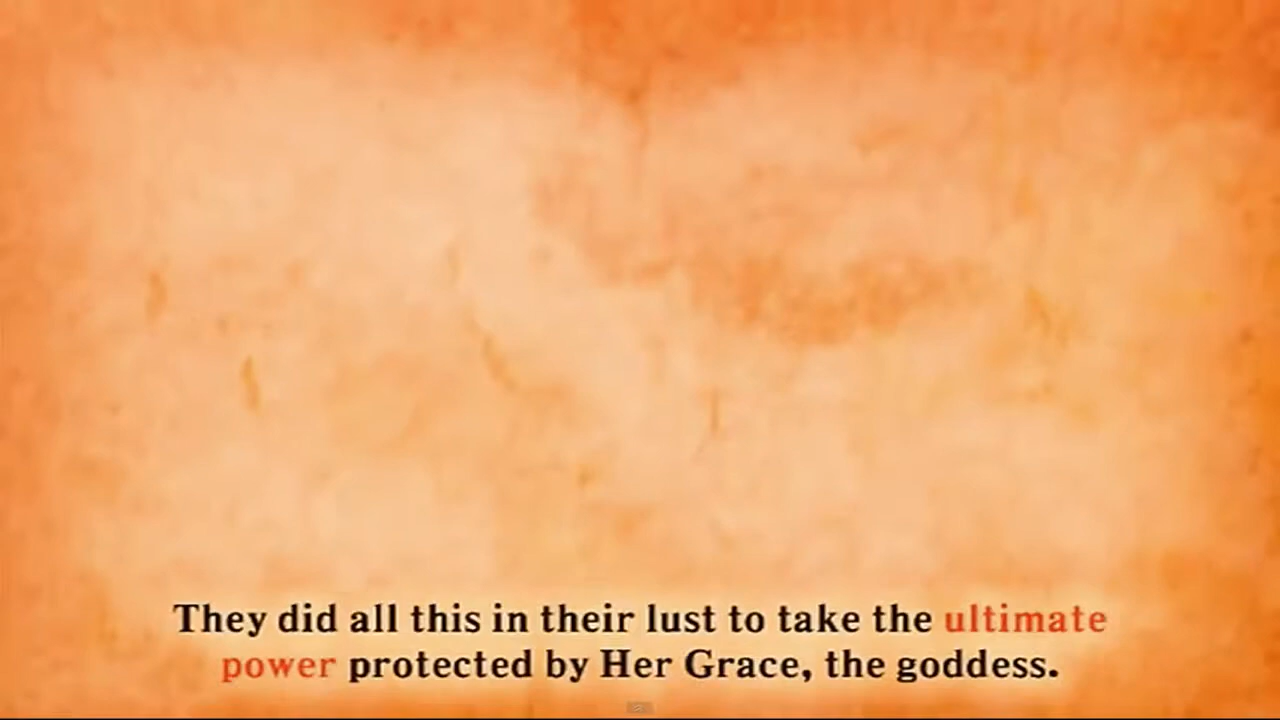 They did all this in their lust to take the ultimate
power protected by Her Grace, the goddess.